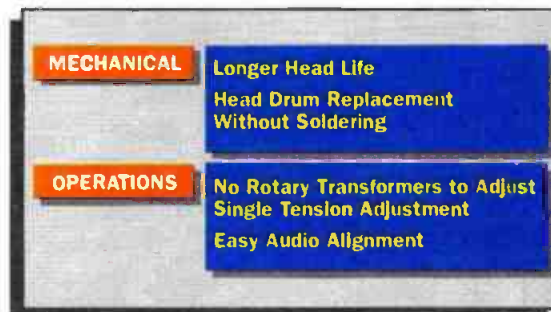 MECHANICAL
Longer Head Life
Head Drum Replacement
Without Soldering
OPERATIONS
No Rotary Transformers to Adjust
Single Tension Adjustment
Easy Audio Alignment